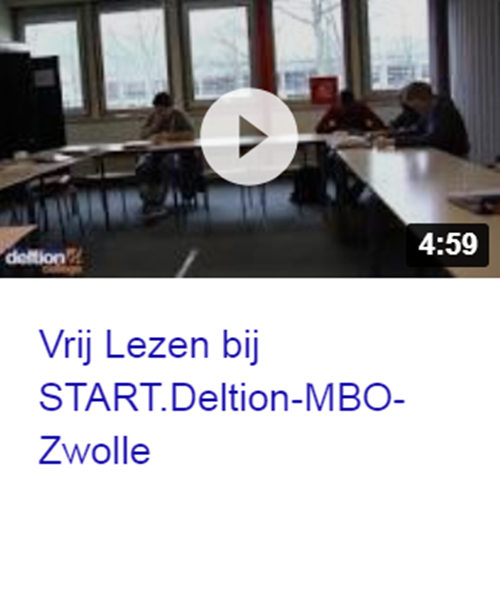 4:59
deltion
college
Vrij Lezen bij
START.Deltion-MBO-
Zwolle